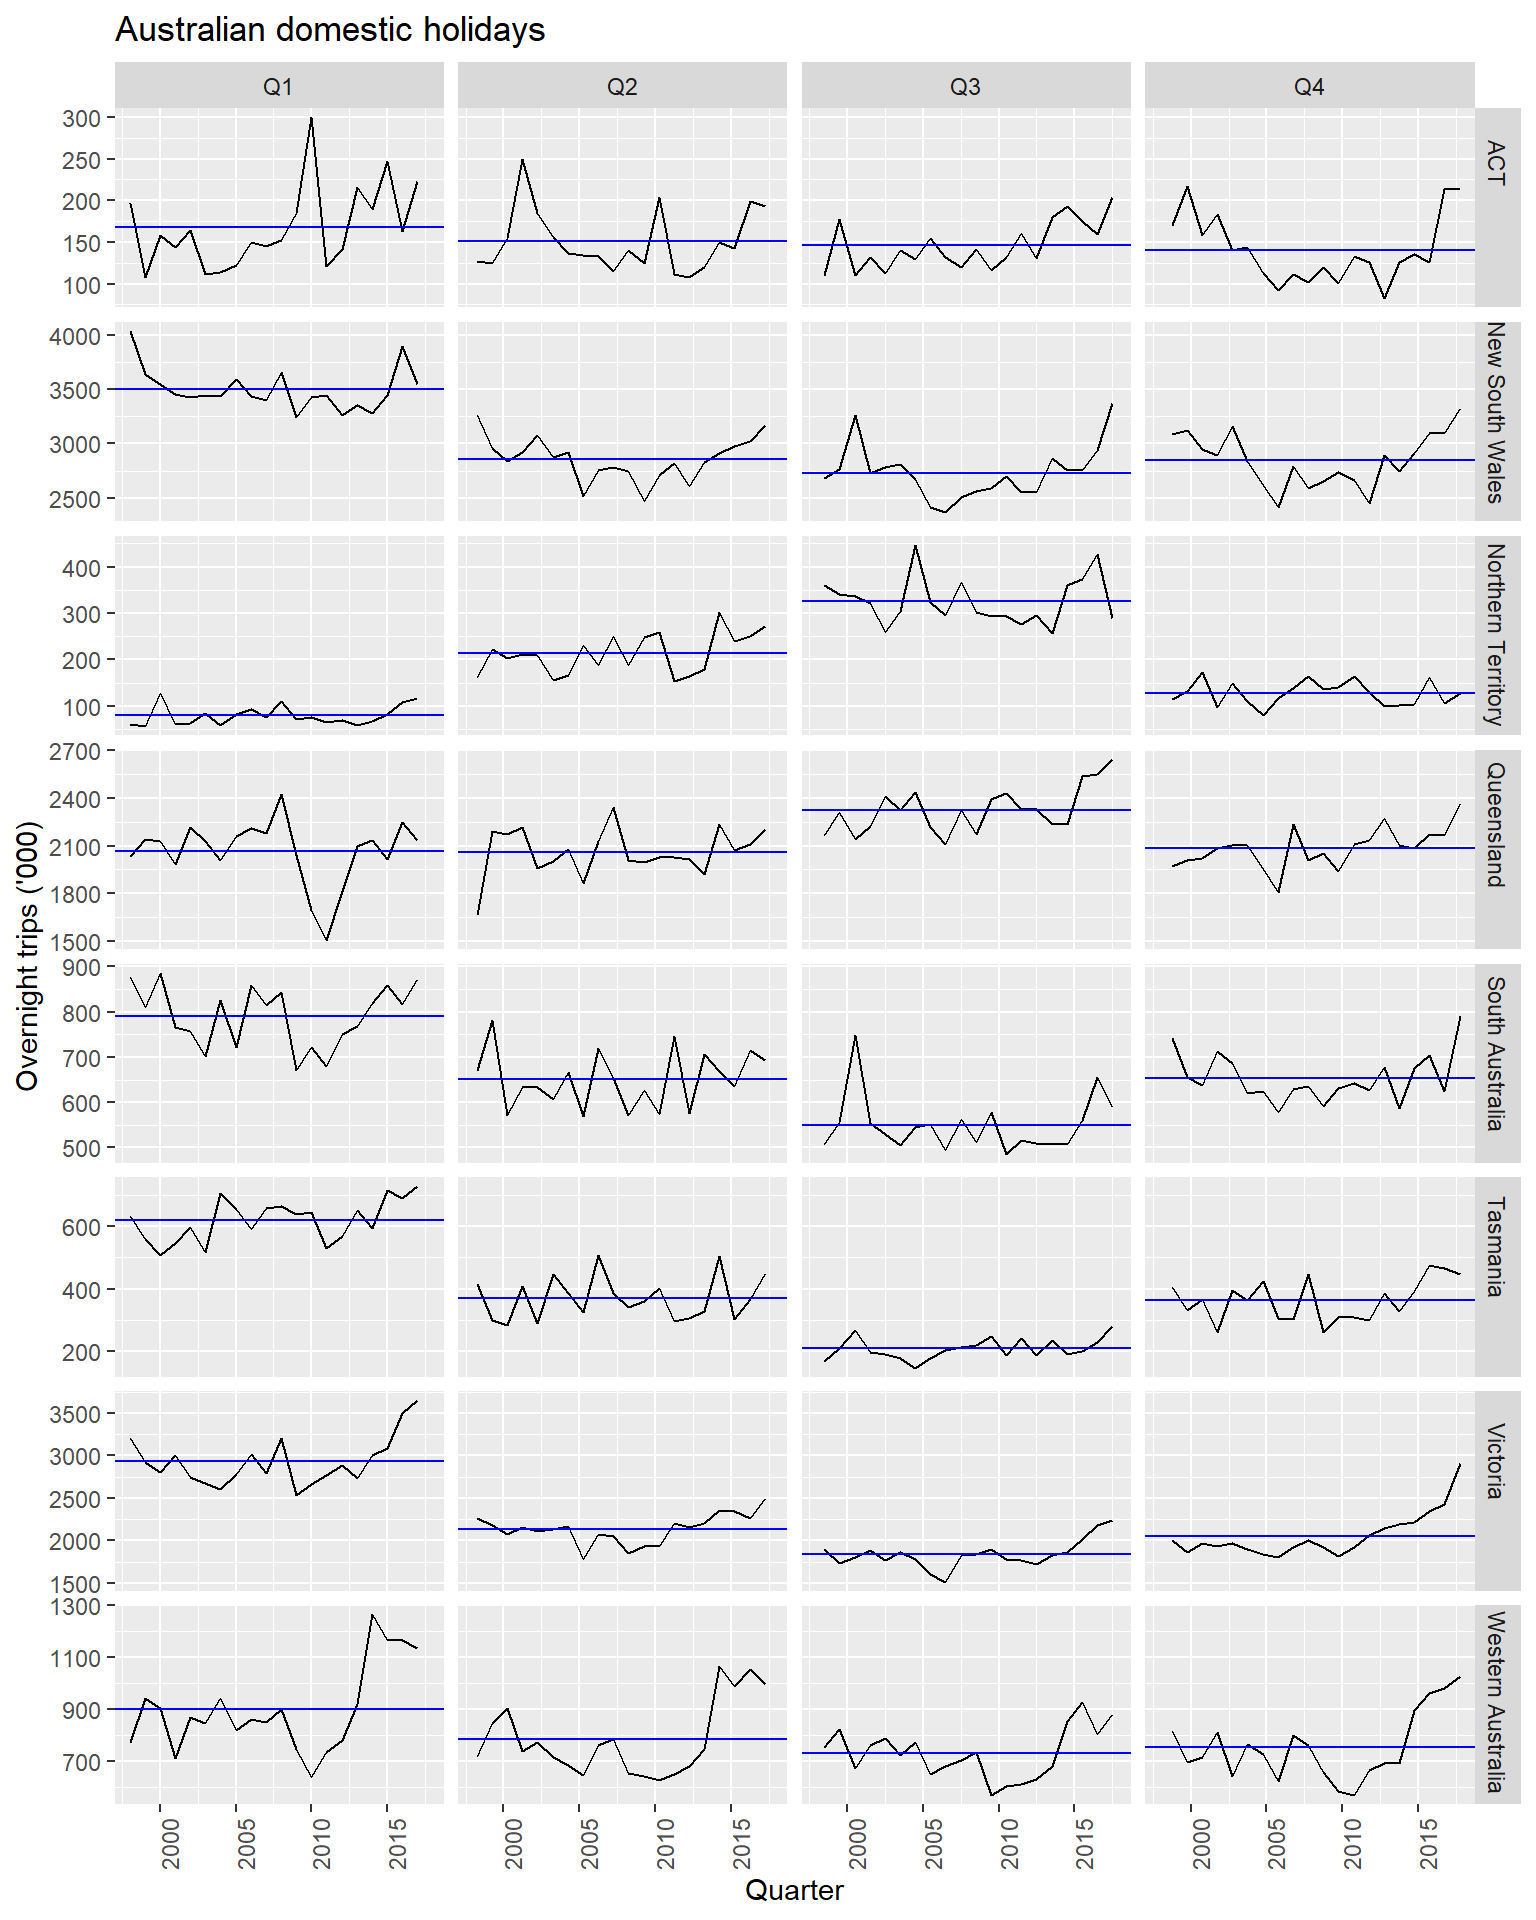 Australian domestic holidays
Q1 Q2 Q3 Q4
300
250
200
150
100
ACT
4000
3500
3000
2500
New South Wales
400
300
200
100
Northern Territory
2700
2400
2100
1800
1500
Queensland
900
800
700
600
500
South Australia
600
400
200
Tasmania
3500
3000
2500
2000
1500
Victoria
1300
1100
900
700
Western Australia
Overnight trips ('000)
2000 2005 2010 2015 2000 2005 2010 2015 2000 2005 2010 2015 2000 2005 2010 2015
Quarter